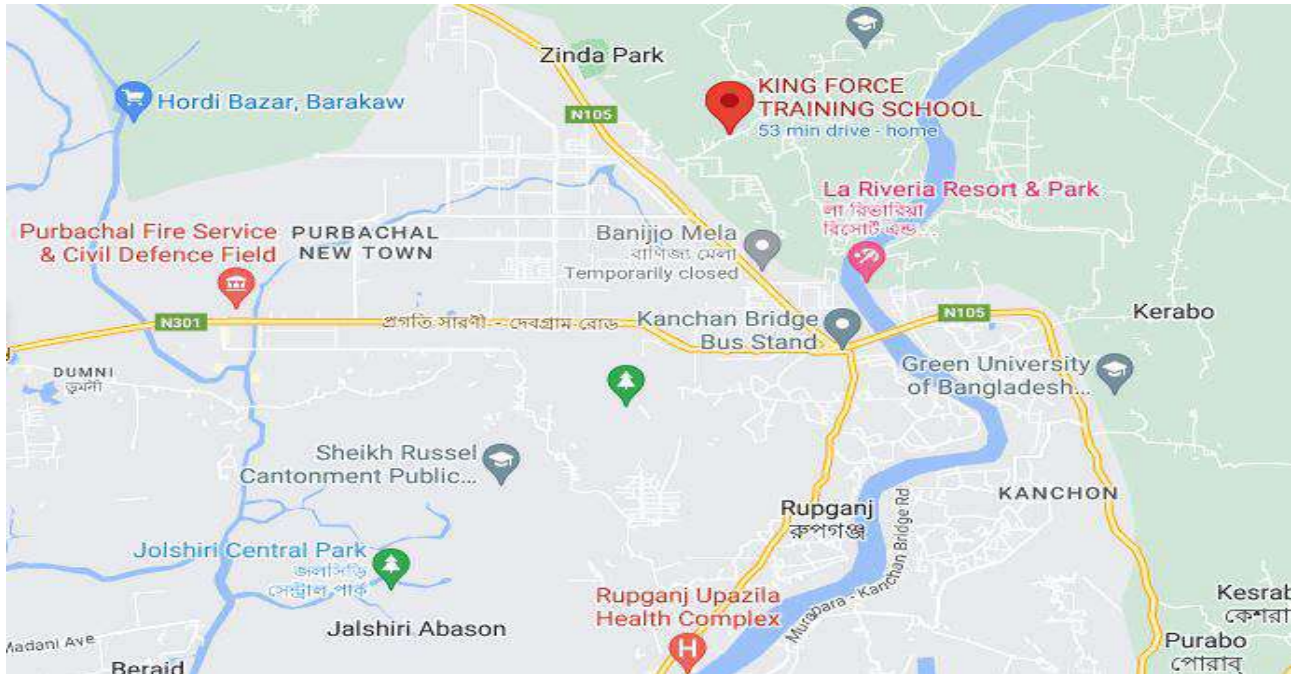 Zinda Park
KING FORCE
TRAINING SCHOOL
53 min drive - home
Hordi Bazar, Barakaw
N105
La Riveria Resort & Park
লা রিভারিয়া
রিসোর্ট এন্ড ...
Purbachal Fire Service
& Civil Defence Field
PURBACHAL
NEW TOWN
Banijjo Mela
বাণিজ্য মেলা
Temporarily closed
N301
প্রগতি সারণী - দেবগ্রাম রোড
Kanchan Bridge
Bus Stand
N105
Kerabo
DUMNI
ডুমনী
Green University
of Bangladesh...
Sheikh Russel
Cantonment Public...
KANCHON
Rupganj
রুপগঞ্জ
Jolshiri Central Park
জলসিড়ি
সেন্ট্রাল পার্ক
Jalshiri Abason
Rupganj Upazila
Health Complex
H
Murapara - Kanchan Bridge Rd
Kesrab
কেশরা
Purabo
পোরাব্
Madani Ave
Beraid